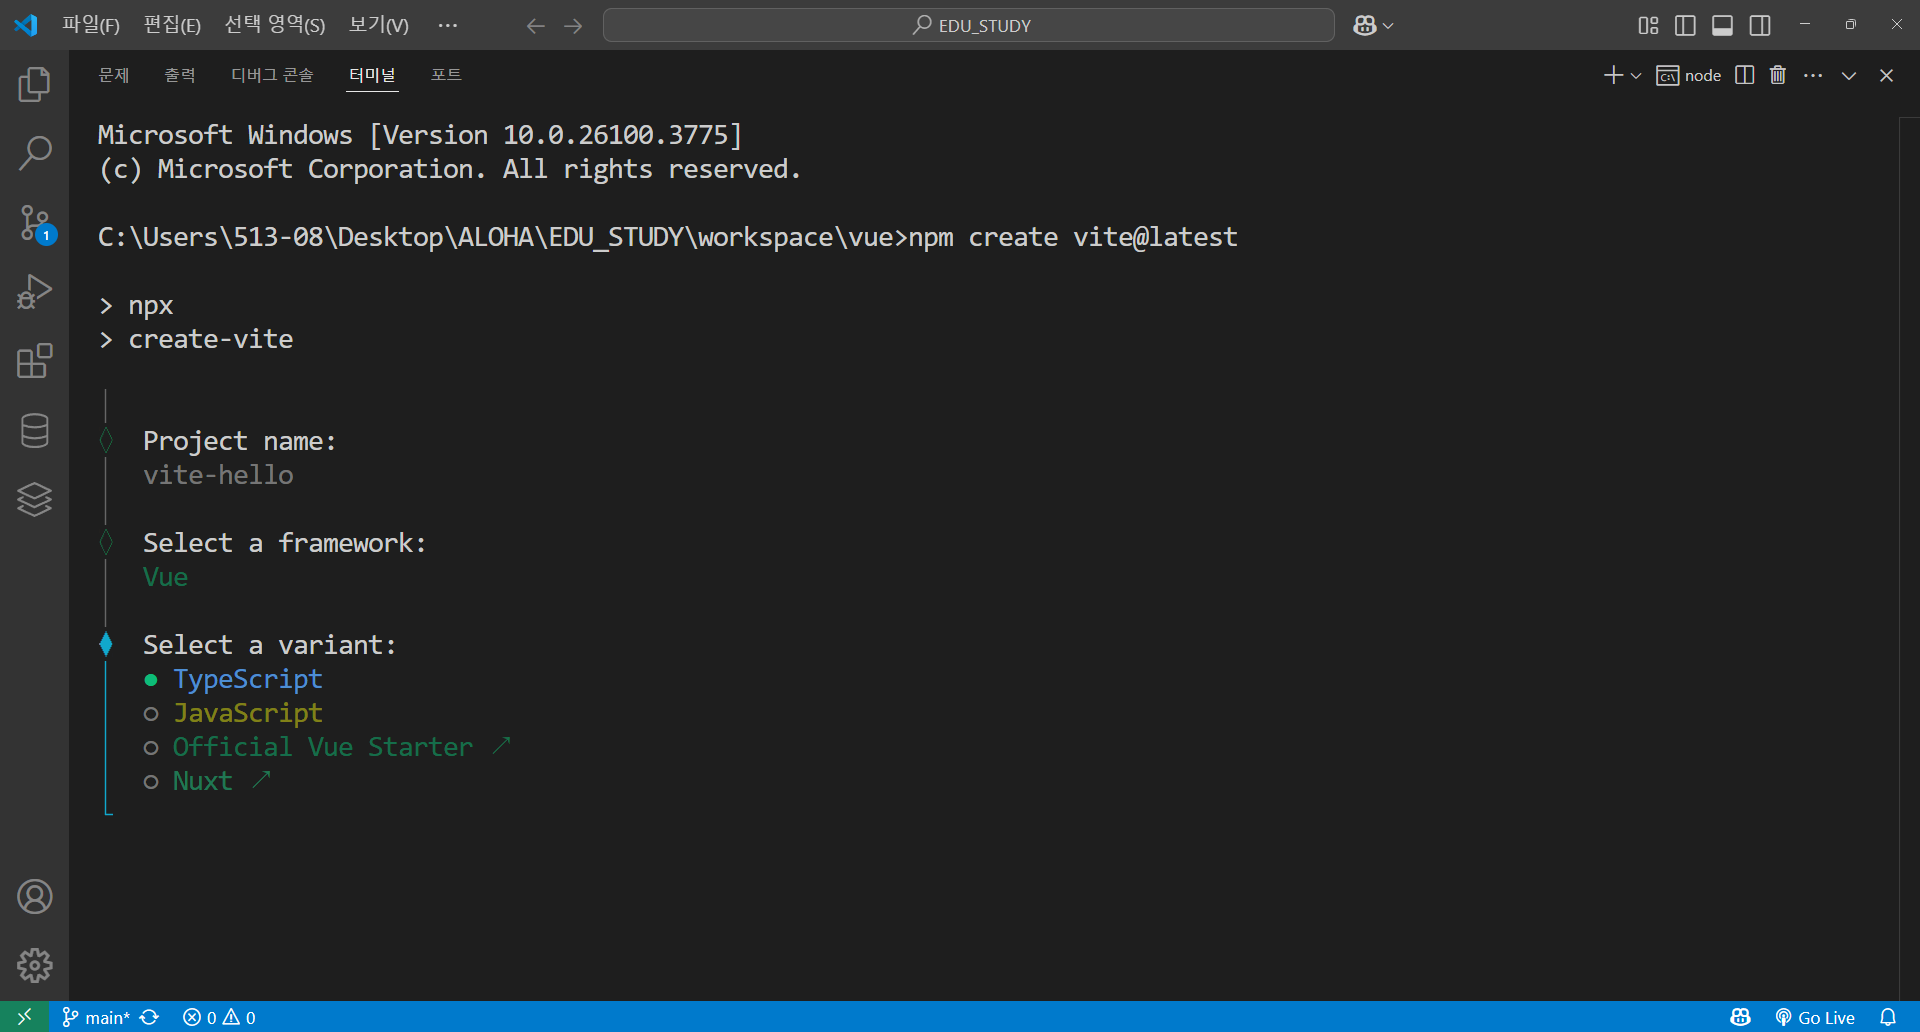 파일(F) 편집(E) 선택 영역(S) 보기(V) ···
EDU_STUDY
문제 출력 디버그 콘솔 터미널 포트
node
Microsoft Windows [Version 10.0.26100.3775]
(c) Microsoft Corporation. All rights reserved.
C:\Users\513-08\Desktop\ALOHA\EDU_STUDY\workspace\vue>npm create vite@latest
> npx
> create-vite
Project name:
vite-hello
Select a framework:
Vue
Select a variant:
● TypeScript
○ JavaScript
○ Official Vue Starter ↗
○ Nuxt ↗
1
main* 0 0
Go Live